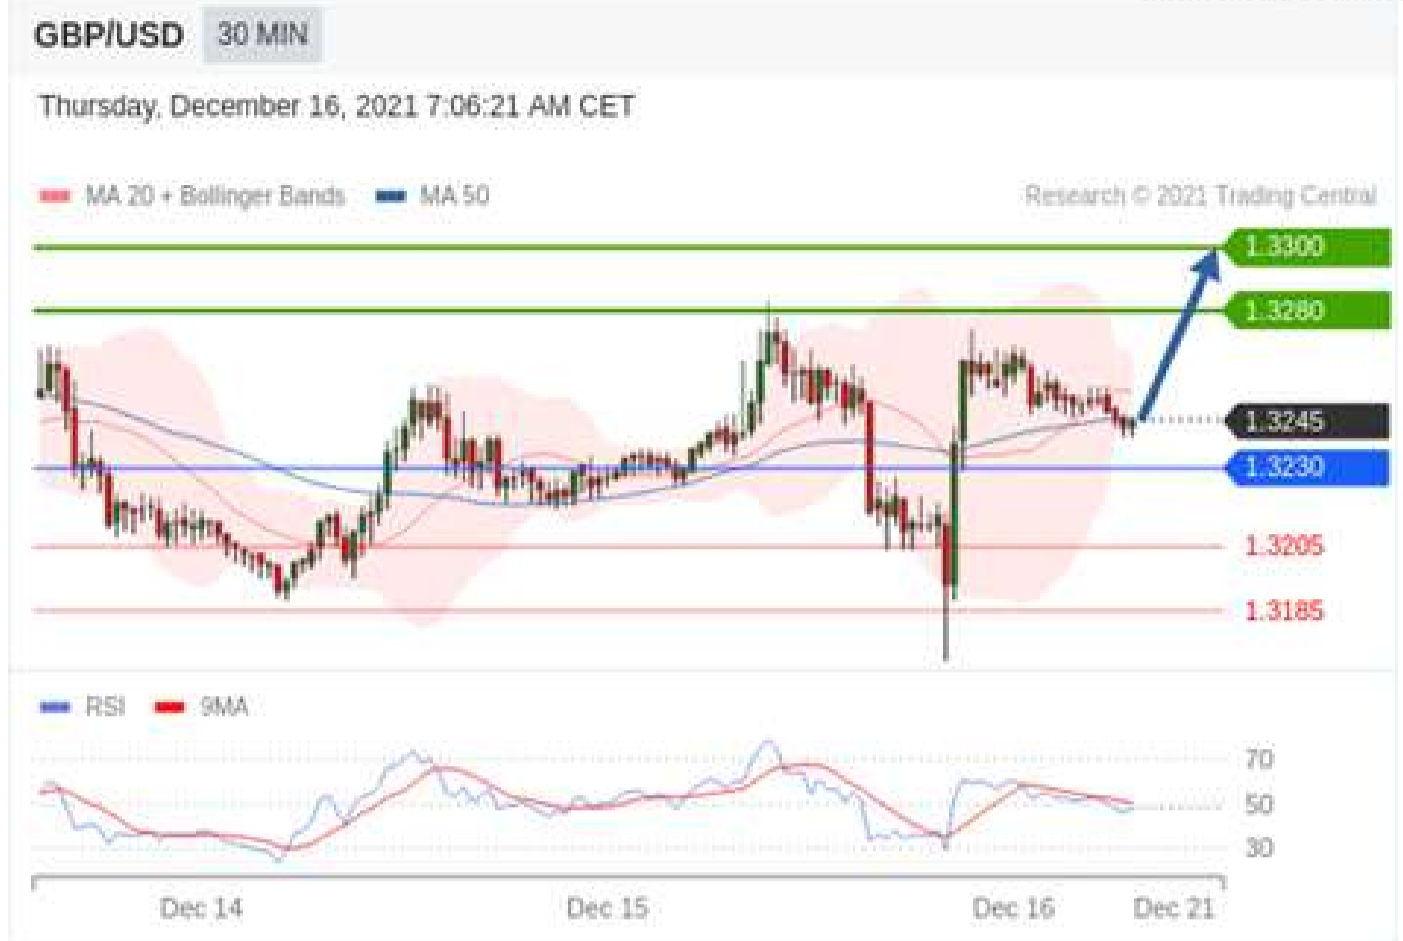 GBP/USD 30 MIN
Thursday, December 16, 2021 7:06:21 AM CET
MA 20 + Bollinger Bands MA 50 Research © 2021 Trading Central
1.3300
1.3280
1.3245
1.3230
1.3205
1.3185
RSI 9MA
70
50
30
Dec 14 Dec 15 Dec 16 Dec 21